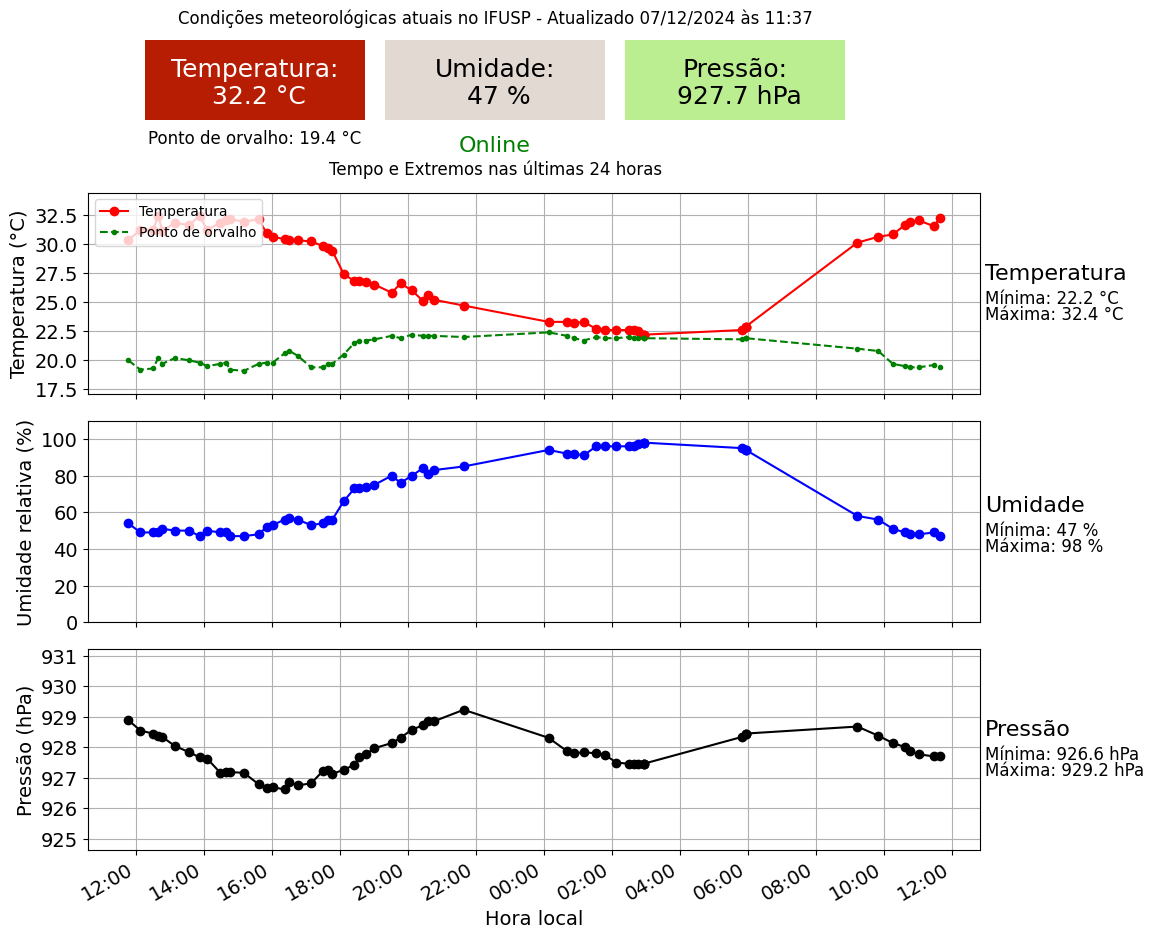 Condições meteorológicas atuais no IFUSP - Atualizado 07/12/2024 às 11:37
Temperatura:
32.2 °C
Umidade:
47 %
Pressão:
927.7 hPa
Ponto de orvalho: 19.4 °C
Online
Tempo e Extremos nas últimas 24 horas
Temperatura (°C)
32.5
30.0
27.5
25.0
22.5
20.0
17.5
Temperatura
Ponto de orvalho
Temperatura
Mínima: 22.2 °C
Máxima: 32.4 °C
Umidade relativa (%)
100
80
60
40
20
0
Umidade
Mínima: 47 %
Máxima: 98 %
Pressão (hPa)
931
930
929
928
927
926
925
Pressão
Mínima: 926.6 hPa
Máxima: 929.2 hPa
12:00 14:00 16:00 18:00 20:00 22:00 00:00 02:00 04:00 06:00 08:00 10:00 12:00
Hora local